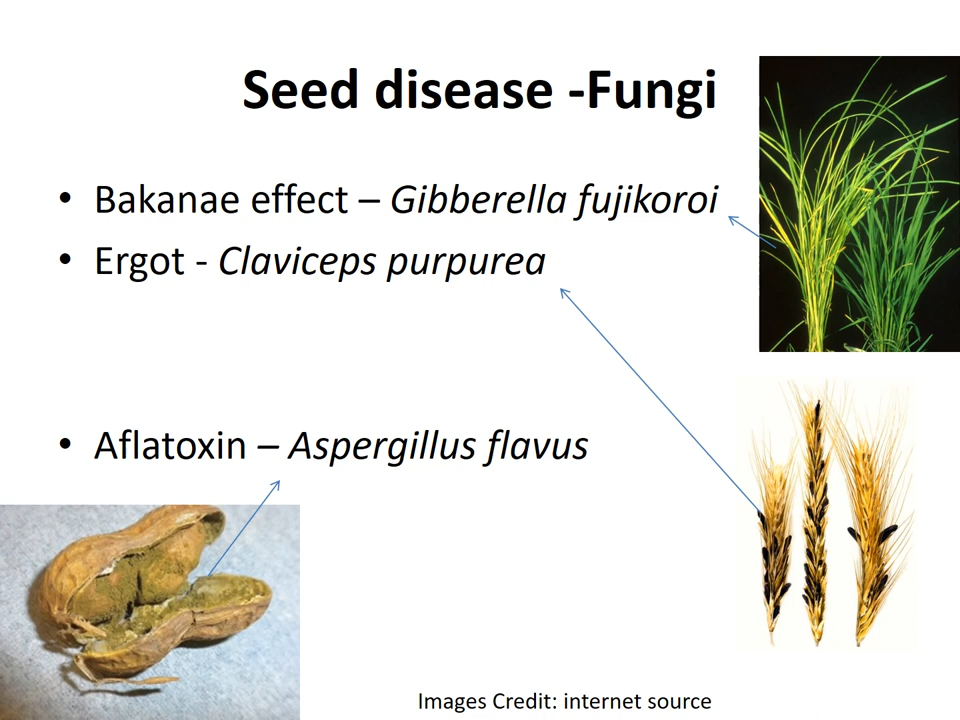 Seed disease -Fungi
• Bakanae effect – Gibberella fujikoroi
• Ergot - Claviceps purpurea
• Aflatoxin – Aspergillus flavus
Images Credit: internet source